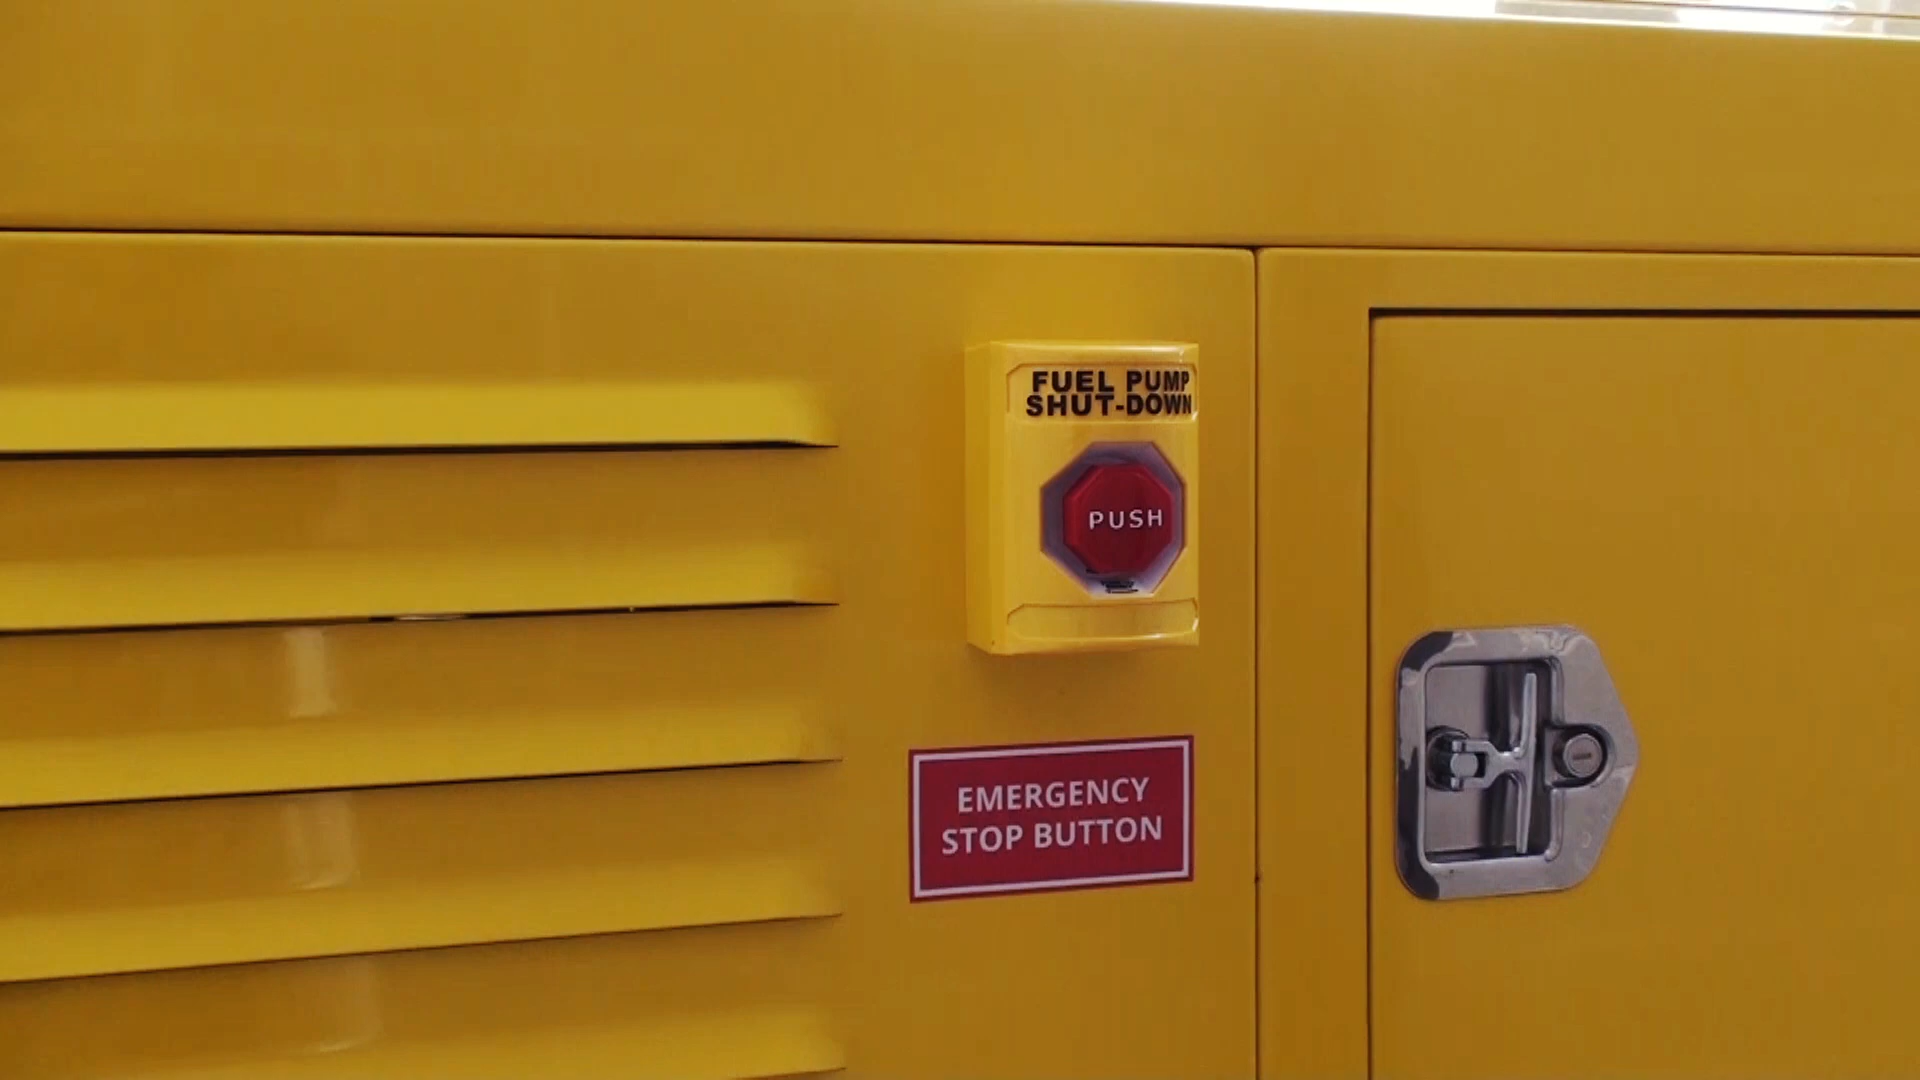 FUEL PUMP
SHUT-DOWN
PUSH
EMERGENCY
STOP BUTTON